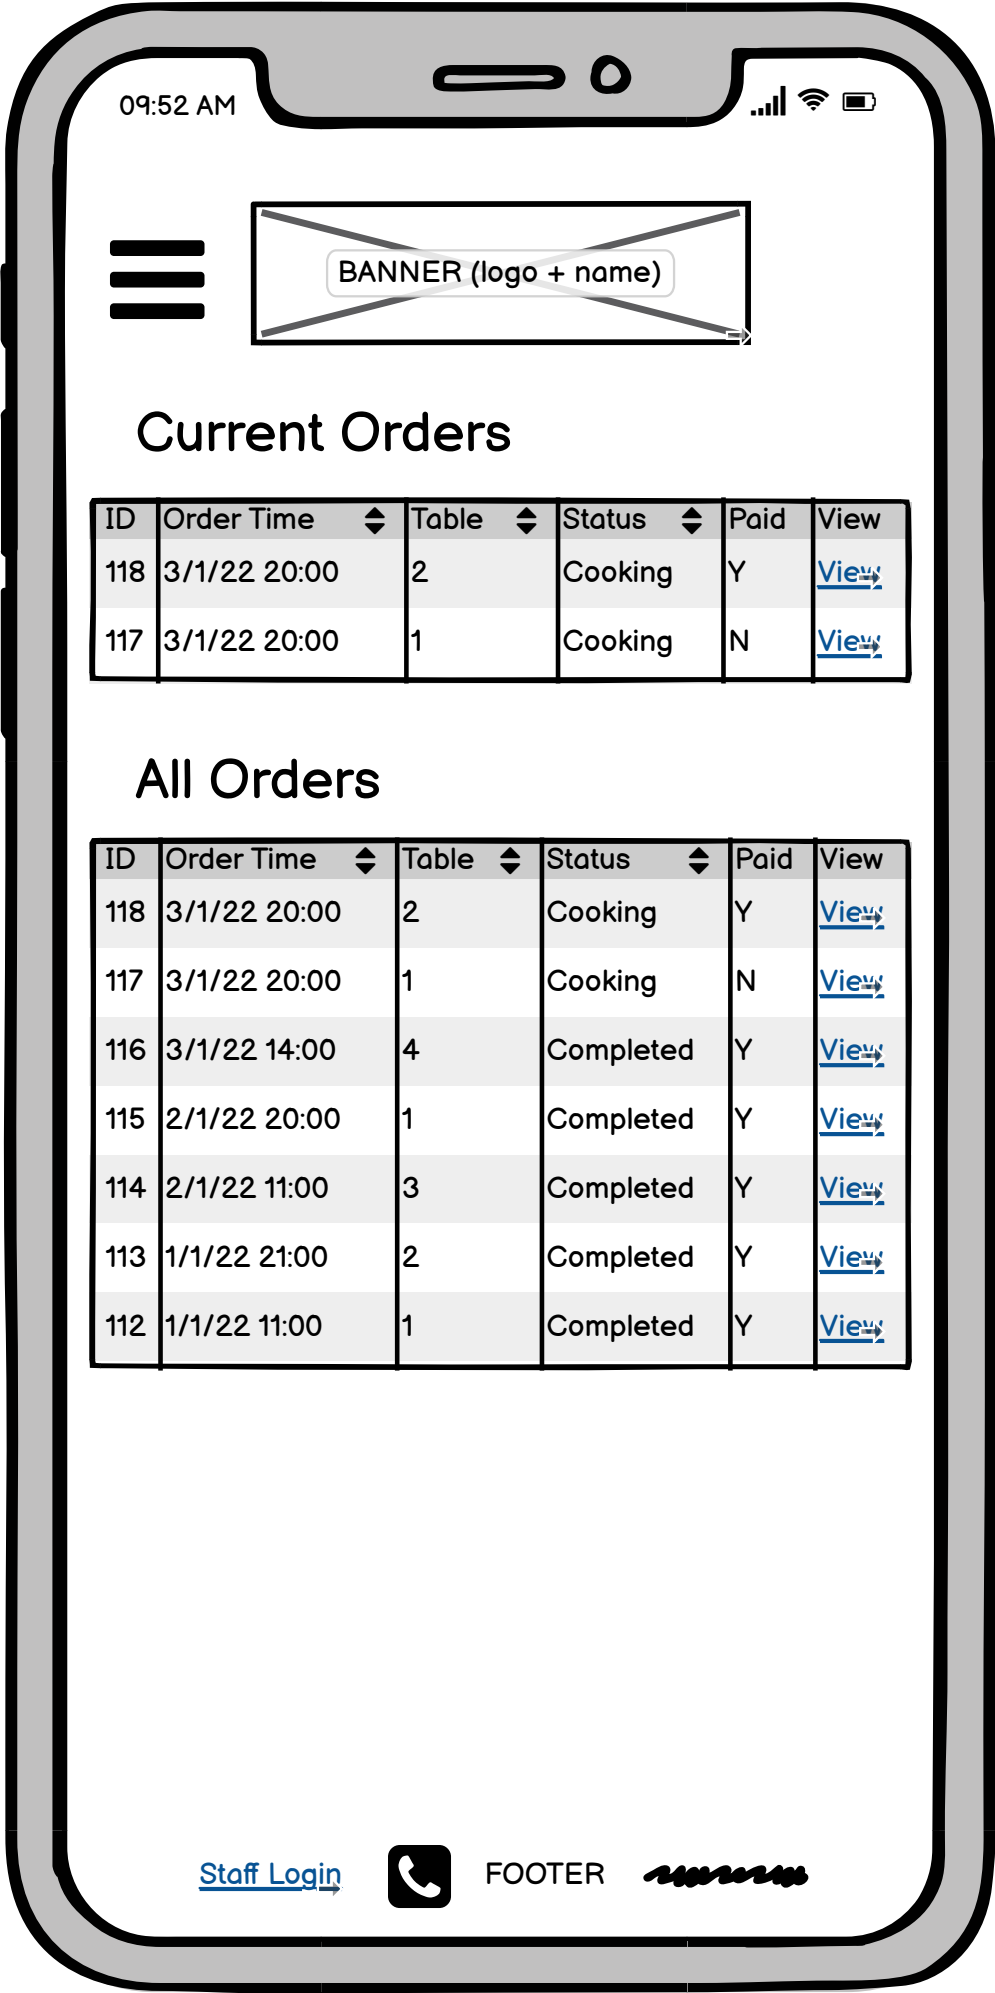 09:52 AM
BANNER (logo + name)
Current Orders
ID Order Time Table Status Paid View
118 3/1/22 20:00 2 Cooking Y View
117 3/1/22 20:00 1 Cooking N View
All Orders
ID Order Time Table Status Paid View
118 3/1/22 20:00 2 Cooking Y View
117 3/1/22 20:00 1 Cooking N View
116 3/1/22 14:00 4 Completed Y View
115 2/1/22 20:00 1 Completed Y View
114 2/1/22 11:00 3 Completed Y View
113 1/1/22 21:00 2 Completed Y View
112 1/1/22 11:00 1 Completed Y View
Staff Login FOOTER